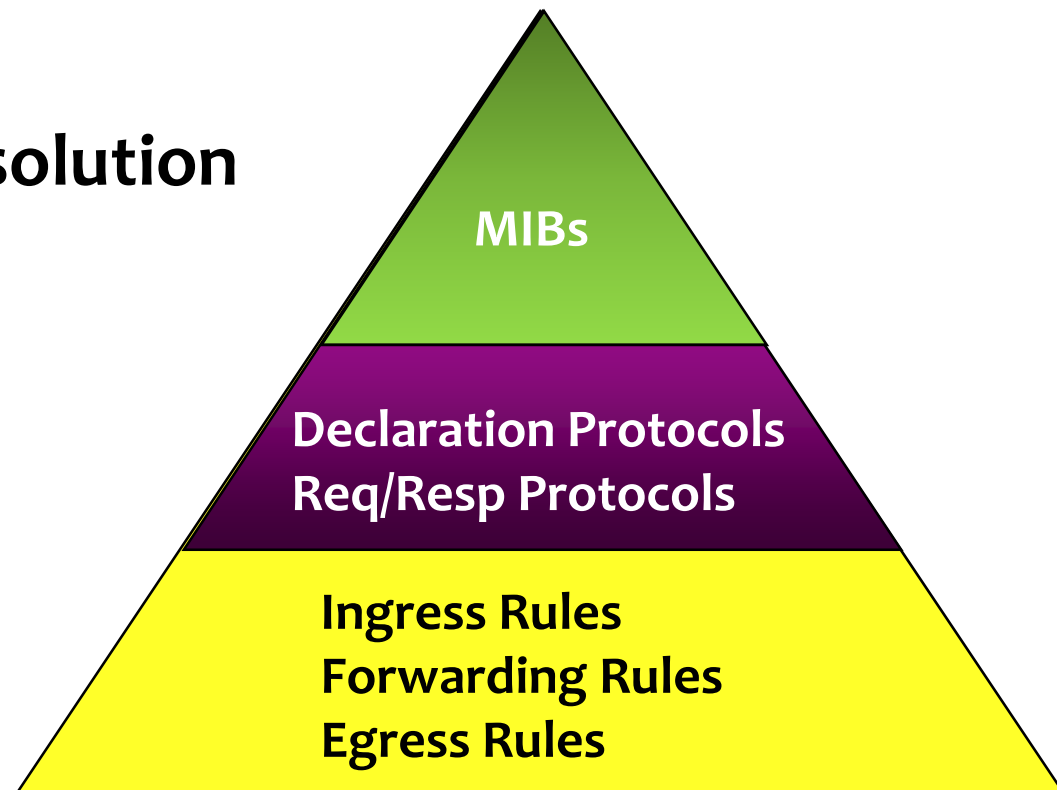 solution
MIBs
Declaration Protocols
Req/Resp Protocols
Ingress Rules
Forwarding Rules
Egress Rules